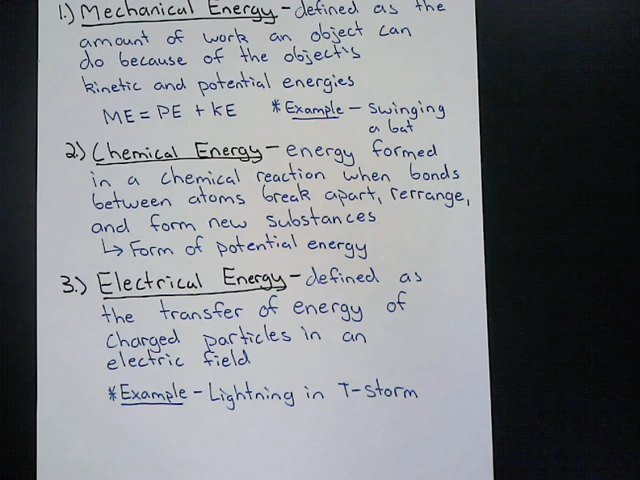 1.) Mechanical Energy - defined as the
amount of work an object can
do because of the object's
kinetic and potential energies
ME = PE + KE *Example - Swinging
a bat
2.) Chemical Energy - energy formed
in a chemical reaction when bonds
between atoms break apart, rerrange,
and form new substances
↳ Form of potential energy
3.) Electrical Energy - defined as
the transfer of energy of
charged particles in an
electric field
*Example - Lightning in T-storm